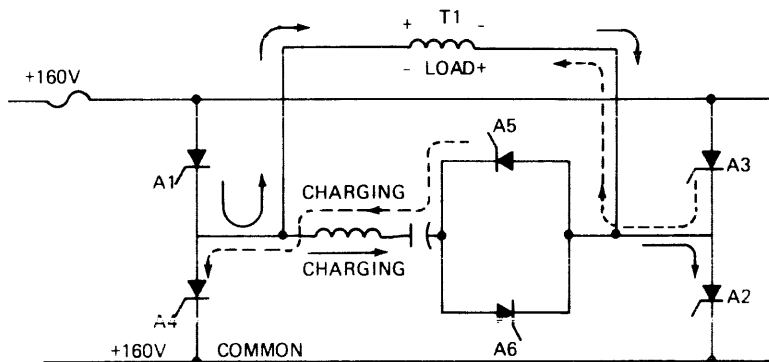 T1
+ -
- LOAD+
+160V
A5
A1
A3
CHARGING
CHARGING
A4
A2
A6
+160V COMMON